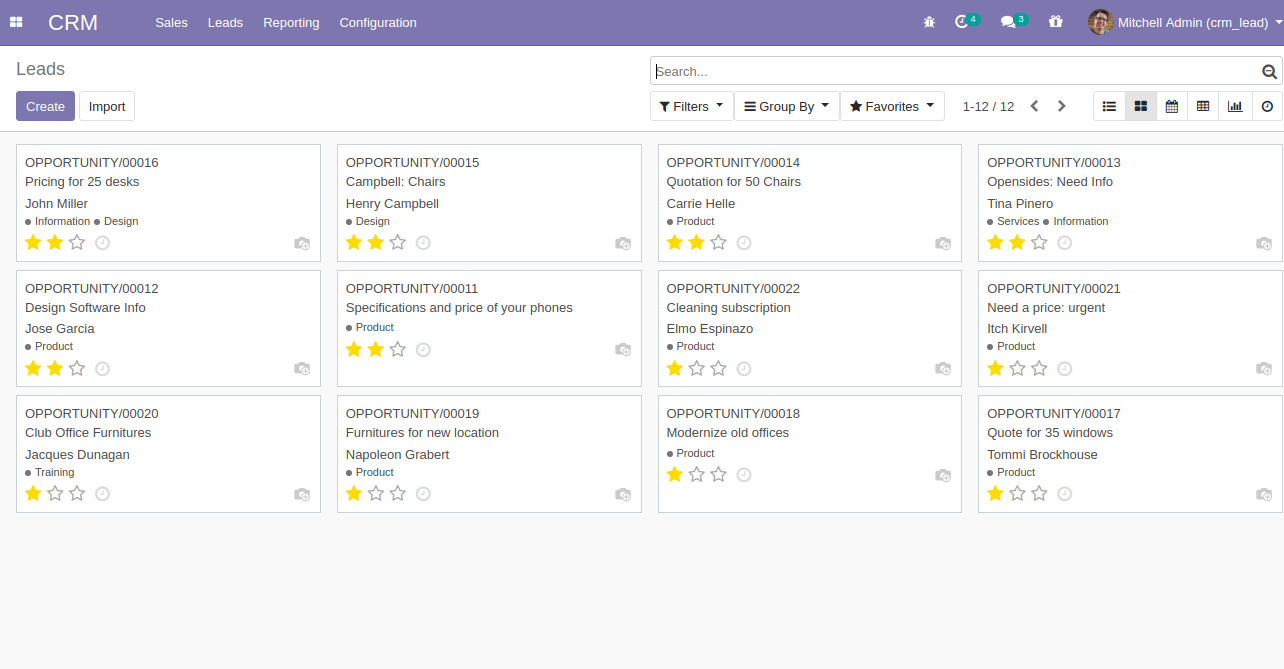 CRM Sales Leads Reporting Configuration 4 3 Mitchell Admin (crm_lead)
Leads
Search...
Create Import
Filters Group By Favorites 1-12 / 12
OPPORTUNITY/00016
Pricing for 25 desks
John Miller
Information Design
OPPORTUNITY/00015
Campbell: Chairs
Henry Campbell
Design
OPPORTUNITY/00014
Quotation for 50 Chairs
Carrie Helle
Product
OPPORTUNITY/00013
Opensides: Need Info
Tina Pinero
Services Information
OPPORTUNITY/00012
Design Software Info
Jose Garcia
Product
OPPORTUNITY/00011
Specifications and price of your phones
Product
OPPORTUNITY/00022
Cleaning subscription
Elmo Espinazo
Product
OPPORTUNITY/00021
Need a price: urgent
Itch Kirvell
Product
OPPORTUNITY/00020
Club Office Furnitures
Jacques Dunagan
Training
OPPORTUNITY/00019
Furnitures for new location
Napoleon Grabert
Product
OPPORTUNITY/00018
Modernize old offices
Product
OPPORTUNITY/00017
Quote for 35 windows
Tommi Brockhouse
Product